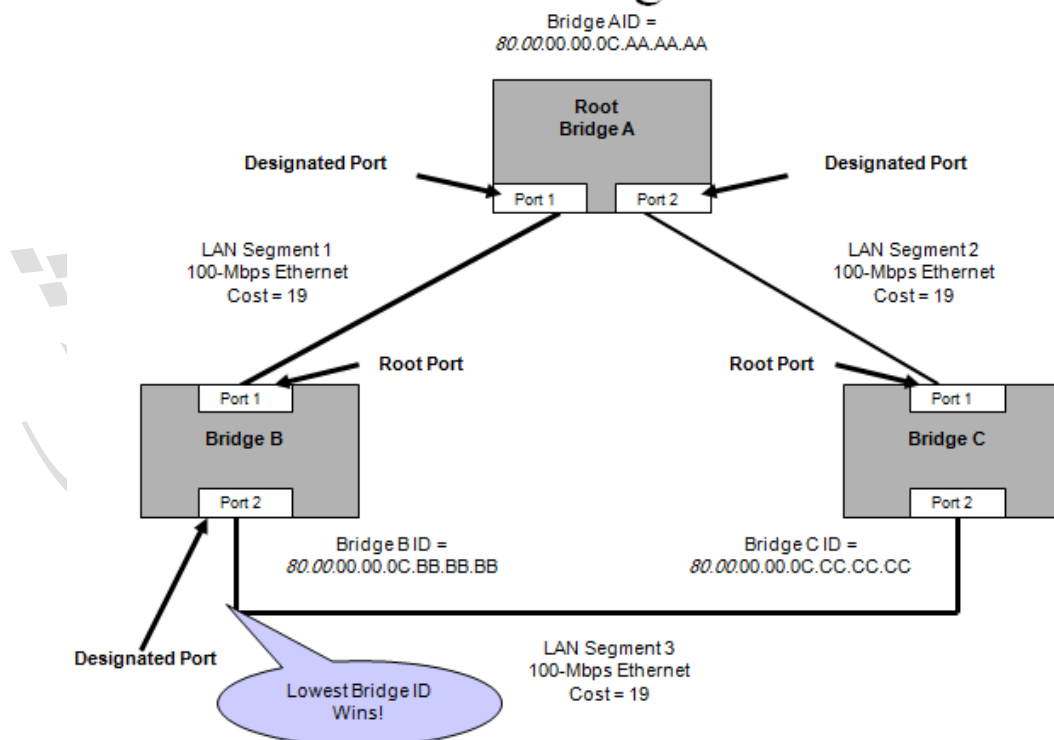 Bridge A ID =
80.00.00.00.0C.AA.AA.AA
Root
Bridge A
Designated Port
Designated Port
Port 1
Port 2
LAN Segment 1
100-Mbps Ethernet
Cost = 19
LAN Segment 2
100-Mbps Ethernet
Cost = 19
Root Port
Root Port
Port 1
Port 1
Bridge B
Bridge C
Port 2
Port 2
Bridge B ID =
80.00.00.00.0C.BB.BB.BB
Bridge C ID =
80.00.00.00.0C.CC.CC.CC
Designated Port
LAN Segment 3
100-Mbps Ethernet
Cost = 19
Lowest Bridge ID
Wins!